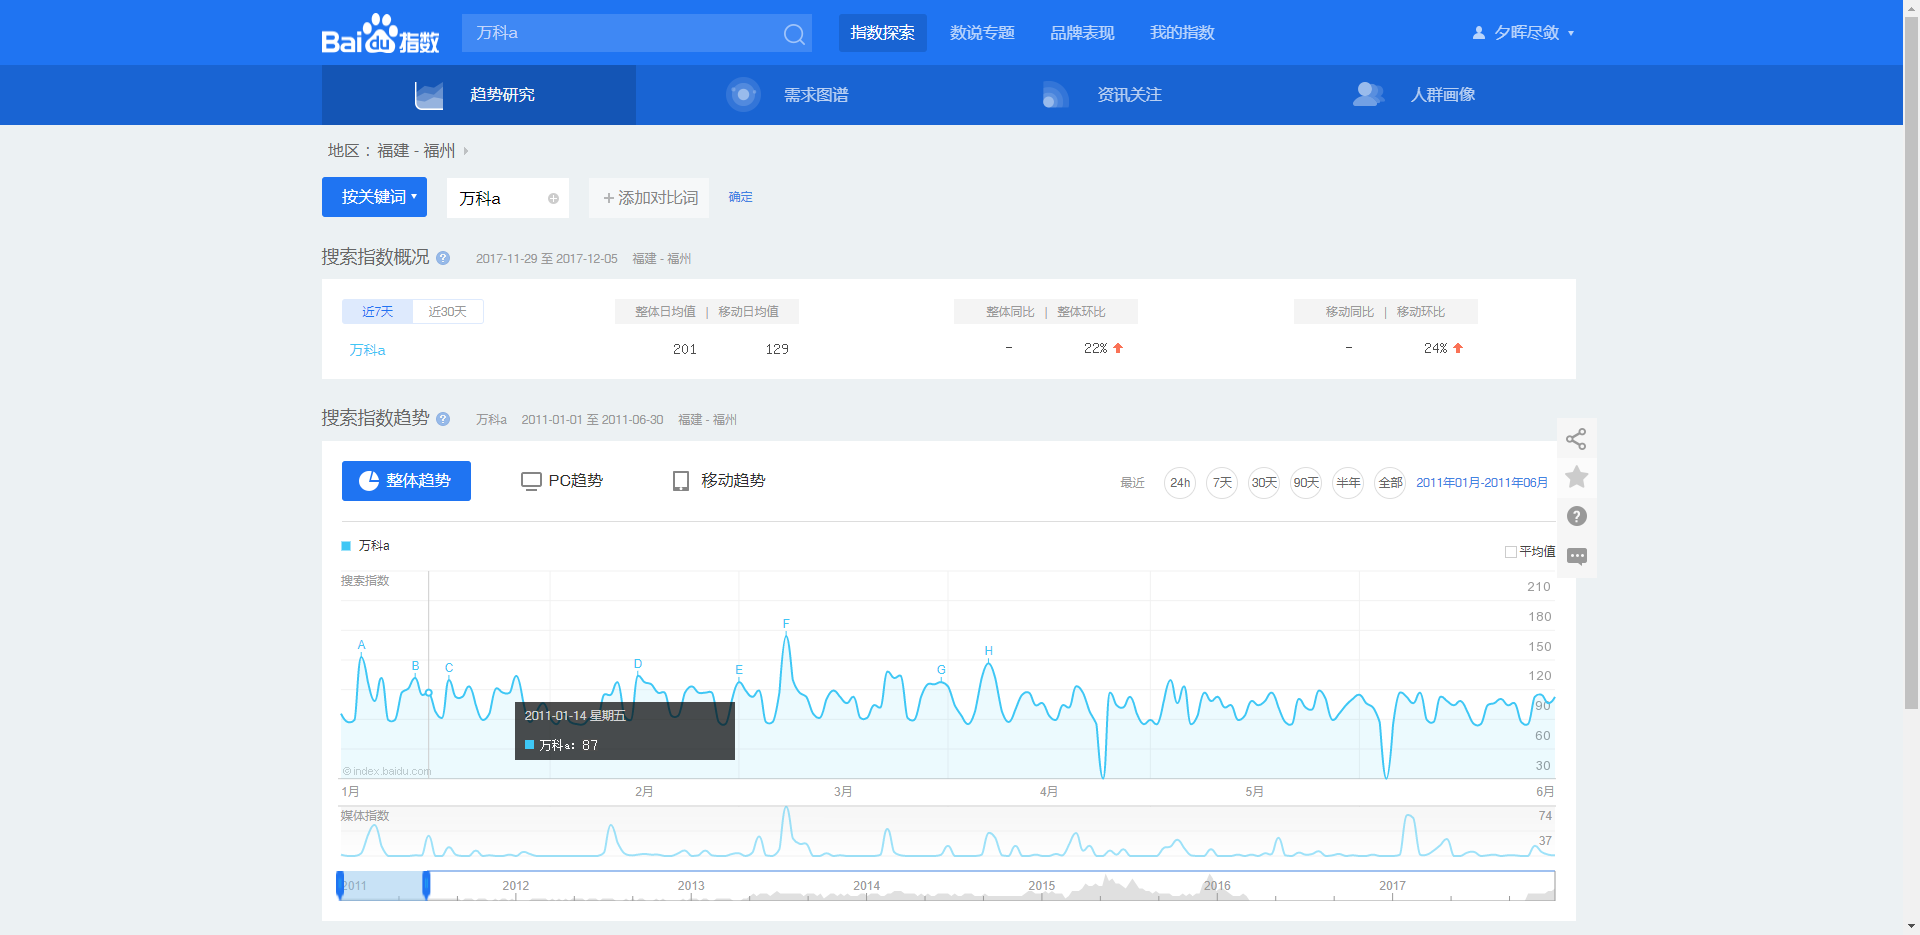 Baidu指数
万科a
指数探索 数说专题 品牌表现 我的指数
夕晖尽敛
趋势研究 需求图谱 资讯关注 人群画像
地区： 福建 - 福州
按关键词 万科a + 添加对比词 确定
搜索指数概况 ? 2017-11-29 至 2017-12-05 福建 - 福州
近7天 近30天 整体日均值 | 移动日均值 整体同比 | 整体环比 移动同比 | 移动环比
万科a 201 129 - 22% - 24%
搜索指数趋势 ? 万科a 2011-01-01 至 2011-06-30 福建 - 福州
整体趋势 PC趋势 移动趋势 最近 24h 7天 30天 90天 半年 全部 2011年01月-2011年06月
?
万科a
平均值
搜索指数
210
180
150
120
90
60
30
A B C D E F G H
2011-01-14 星期五
万科a: 87
© index.baidu.com
1月 2月 3月 4月 5月 6月
媒体指数
74
37
2011 2012 2013 2014 2015 2016 2017